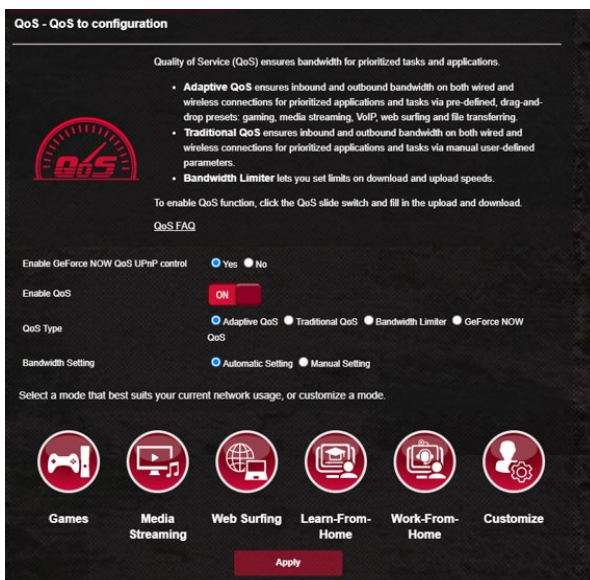 QoS - QoS to configuration
Quality of Service (QoS) ensures bandwidth for prioritized tasks and applications.
• Adaptive QoS ensures inbound and outbound bandwidth on both wired and
wireless connections for prioritized applications and tasks via pre-defined, drag-and-
drop presets: gaming, media streaming, VoIP, web surfing and file transferring.
• Traditional QoS ensures inbound and outbound bandwidth on both wired and
wireless connections for prioritized applications and tasks via manual user-defined
parameters.
• Bandwidth Limiter lets you set limits on download and upload speeds.
QoS
To enable QoS function, click the QoS slide switch and fill in the upload and download.
QoS FAQ
Enable GeForce NOW QoS UPnP control Yes No
Enable QoS ON
QoS Type Adaptive QoS Traditional QoS Bandwidth Limiter GeForce NOW
QoS
Bandwidth Setting Automatic Setting Manual Setting
Select a mode that best suits your current network usage, or customize a mode.
Games Media Web Surfing Learn-From- Work-From- Customize
Streaming Home Home
Apply